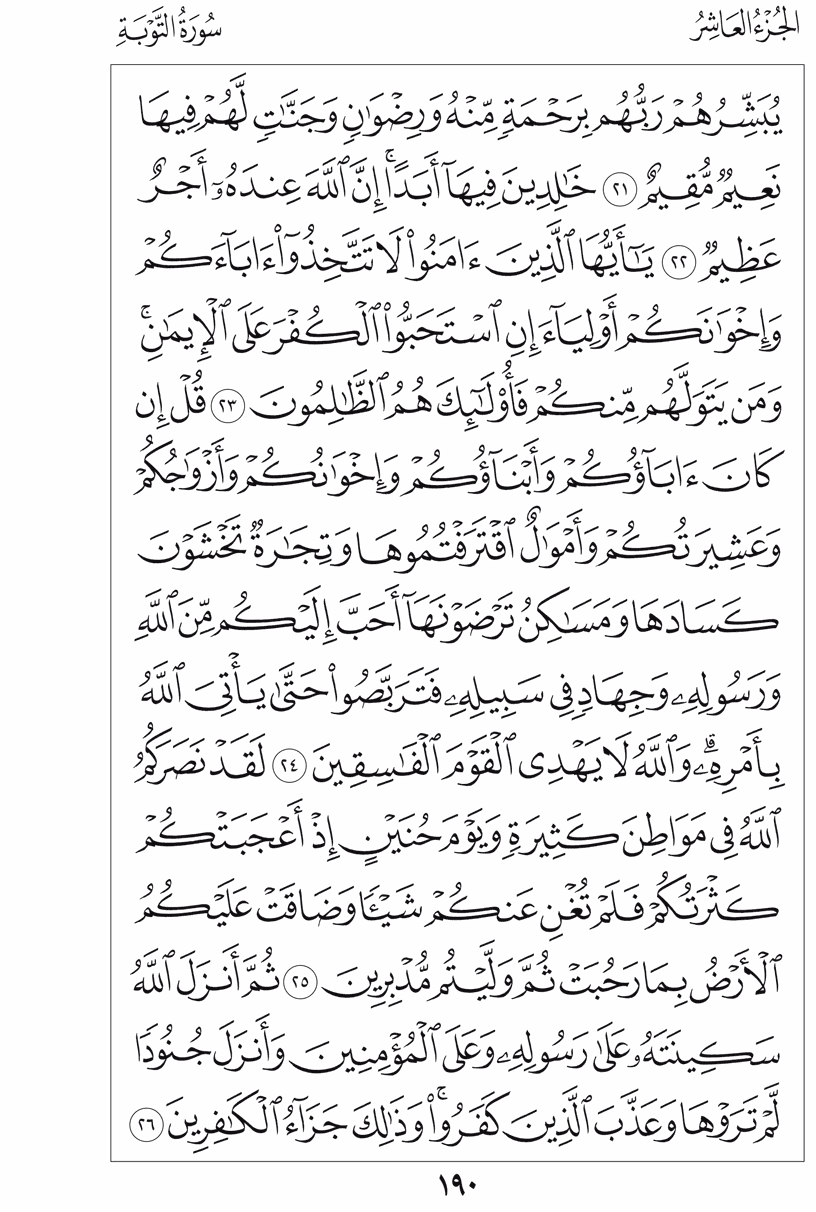 الجُزْءُ العَاشِرُ
سُورَةُ التَّوْبَةِ
يُبَشِّرُهُمْ رَبُّهُم بِرَحْمَةٍ مِّنْهُ وَرِضْوَٰنٍ وَجَنَّـٰتٍ لَّهُمْ فِيهَا
نَعِيمٌ مُّقِيمٌ ٢١ خَـٰلِدِينَ فِيهَآ أَبَدًا ۚ إِنَّ ٱللَّهَ عِندَهُۥٓ أَجْرٌ
عَظِيمٌ ٢٢ يَـٰٓأَيُّهَا ٱلَّذِينَ ءَامَنُوا۟ لَا تَتَّخِذُوٓا۟ ءَابَآءَكُمْ
وَإِخْوَٰنَكُمْ أَوْلِيَآءَ إِنِ ٱسْتَحَبُّوا۟ ٱلْكُفْرَ عَلَى ٱلْإِيمَـٰنِ ۚ
وَمَن يَتَوَلَّهُم مِّنكُمْ فَأُو۟لَـٰٓئِكَ هُمُ ٱلظَّـٰلِمُونَ ٢٣ قُلْ إِن
كَانَ ءَابَآؤُكُمْ وَأَبْنَآؤُكُمْ وَإِخْوَٰنُكُمْ وَأَزْوَٰجُكُمْ
وَعَشِيرَتُكُمْ وَأَمْوَٰلٌ ٱقْتَرَفْتُمُوهَا وَتِجَـٰرَةٌ تَخْشَوْنَ
كَسَادَهَا وَمَسَـٰكِنُ تَرْضَوْنَهَآ أَحَبَّ إِلَيْكُم مِّنَ ٱللَّهِ
وَرَسُولِهِۦ وَجِهَادٍ فِى سَبِيلِهِۦ فَتَرَبَّصُوا۟ حَتَّىٰ يَأْتِىَ ٱللَّهُ
بِأَمْرِهِۦ ۗ وَٱللَّهُ لَا يَهْدِى ٱلْقَوْمَ ٱلْفَـٰسِقِينَ ٢٤ لَقَدْ نَصَرَكُمُ
ٱللَّهُ فِى مَوَاطِنَ كَثِيرَةٍ وَيَوْمَ حُنَيْنٍ إِذْ أَعْجَبَتْكُمْ
كَثْرَتُكُمْ فَلَمْ تُغْنِ عَنكُمْ شَيْـًٔا وَضَاقَتْ عَلَيْكُمُ
ٱلْأَرْضُ بِمَا رَحُبَتْ ثُمَّ وَلَّيْتُم مُّدْبِرِينَ ٢٥ ثُمَّ أَنزَلَ ٱللَّهُ
سَكِينَتَهُۥ عَلَىٰ رَسُولِهِۦ وَعَلَى ٱلْمُؤْمِنِينَ وَأَنزَلَ جُنُودًا
لَّمْ تَرَوْهَا وَعَذَّبَ ٱلَّذِينَ كَفَرُوا۟ ۚ وَذَٰلِكَ جَزَآءُ ٱلْكَـٰفِرِينَ ٢٦
١٩٠